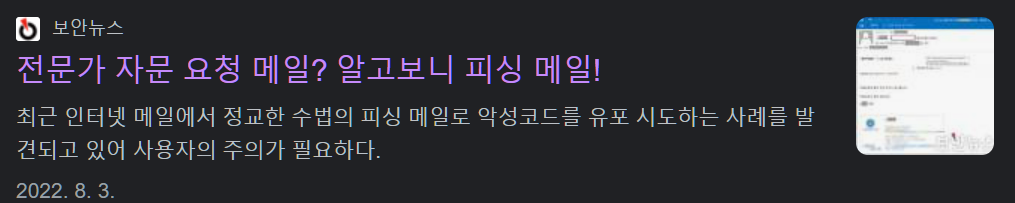 보안뉴스
전문가 자문 요청 메일? 알고보니 피싱 메일!
최근 인터넷 메일에서 정교한 수법의 피싱 메일로 악성코드를 유포 시도하는 사례를 발
견되고 있어 사용자의 주의가 필요하다.
2022. 8. 3.